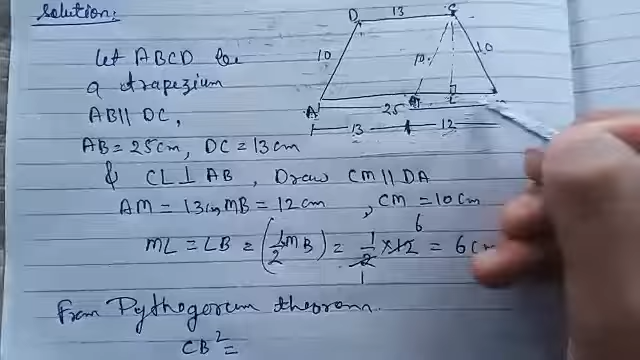 Solution:
D 13 C
10 10 10
A M L
25
13 12
Let ABCD be
a trapezium
AB || DC,
AB = 25cm, DC = 13cm
& CL ⊥ AB, Draw CM || DA
AM = 13cm, MB = 12cm, CM = 10cm
ML = LB = (1/2 MB) = 1/2 × 12 = 6cm
6
1
From Pythogorum theorem.
CB² =